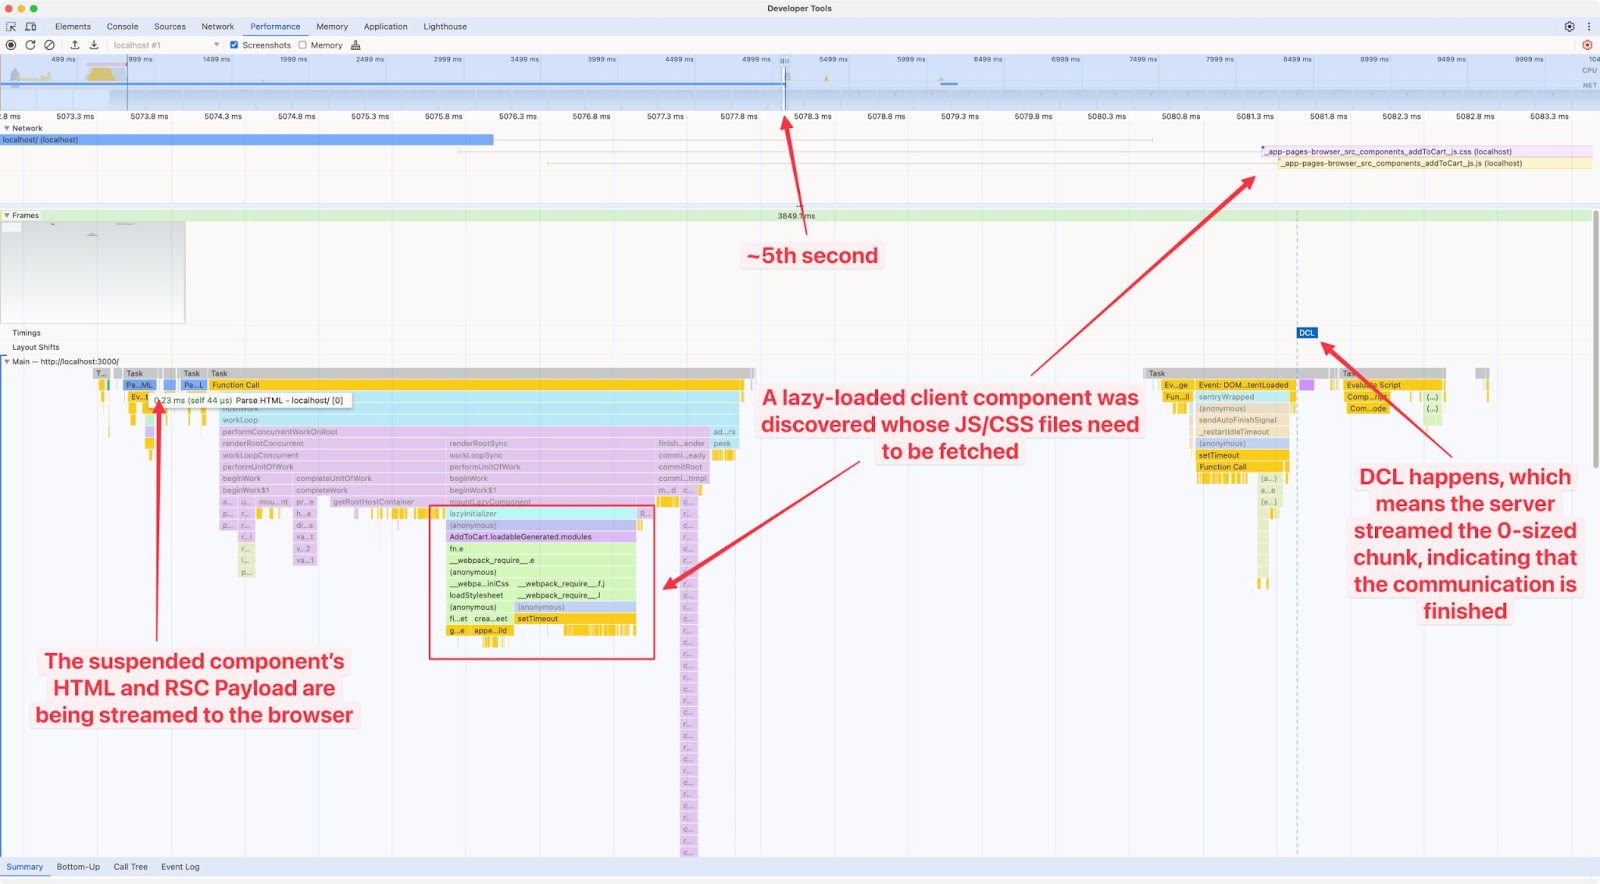 Developer Tools
Elements Console Sources Network Performance Memory Application Lighthouse
localhost #1 Screenshots Memory
499 ms 999 ms 1499 ms 1999 ms 2499 ms 2999 ms 3499 ms 3999 ms 4499 ms 4999 ms 5499 ms 5999 ms 6499 ms 6999 ms 7499 ms 7999 ms 8499 ms 8999 ms 9499 ms 9999 ms 104
CPU
NET
2.8 ms 5073.3 ms 5073.8 ms 5074.3 ms 5074.8 ms 5075.3 ms 5075.8 ms 5076.3 ms 5076.8 ms 5077.3 ms 5077.8 ms 5078.3 ms 5078.8 ms 5079.3 ms 5079.8 ms 5080.3 ms 5080.8 ms 5081.3 ms 5081.8 ms 5082.3 ms 5082.8 ms 5083.3 ms
Network
localhost/ (localhost)
_app-pages-browser_src_components_addToCart_js.css (localhost)
_app-pages-browser_src_components_addToCart_js.js (localhost)
Frames
3849.1 ms
~5th second
Timings
DCL
Layout Shifts
Main — http://localhost:3000/
T... Task Task Task Task
Pa...ML Pa...L Function Call Ev...ge Event: DOM...tentLoaded Evaluate Script
Ev...t Fun...ll sentryWrapped Comp...ript (...)
0.23 ms (self 44 μs) Parse HTML - localhost/ [0]
(anonymous) Com...ode (...)
workLoop sendAutoFinishSignal
performConcurrentWorkOnRoot ad...rs _restartIdleTimeout
renderRootConcurrent renderRootSync finish...ender peek (anonymous)
workLoopConcurrent workLoopSync commi...eady setTimeout
performUnitOfWork performUnitOfWork commitRoot Function Call
beginWork completeUnitOfWork beginWork commi...tImpl (a...)
beginWork$1 completeWork beginWork$1 m...d c... a...e
a... u... mou...nt pr...e getRootHostContainer mountLazyComponent c... (a...)
p... r... h...e lazyInitializer R... r...
p... r... di...s (anonymous) c...
r...l va...t AddToCart.loadableGenerated.modules r...
r... v...2 fn.e c...
i... va...1 __webpack_require__.e r...
p... (anonymous) c...
__webpa...iniCss __webpack_require__.f.j r...
loadStylesheet __webpack_require__.l c...
(anonymous) (anonymous) r...
fi...et crea...eet setTimeout c...
g...e appe...ild r...
c...
r...
c...
r...
c...
r...
c...
r...
c...
r...
c...
r...
c...
r...
c...
r...
c...
r...
c...
A lazy-loaded client component was
discovered whose JS/CSS files need
to be fetched
DCL happens, which
means the server
streamed the 0-sized
chunk, indicating that
the communication is
finished
The suspended component’s
HTML and RSC Payload are
being streamed to the browser
Summary Bottom-Up Call Tree Event Log